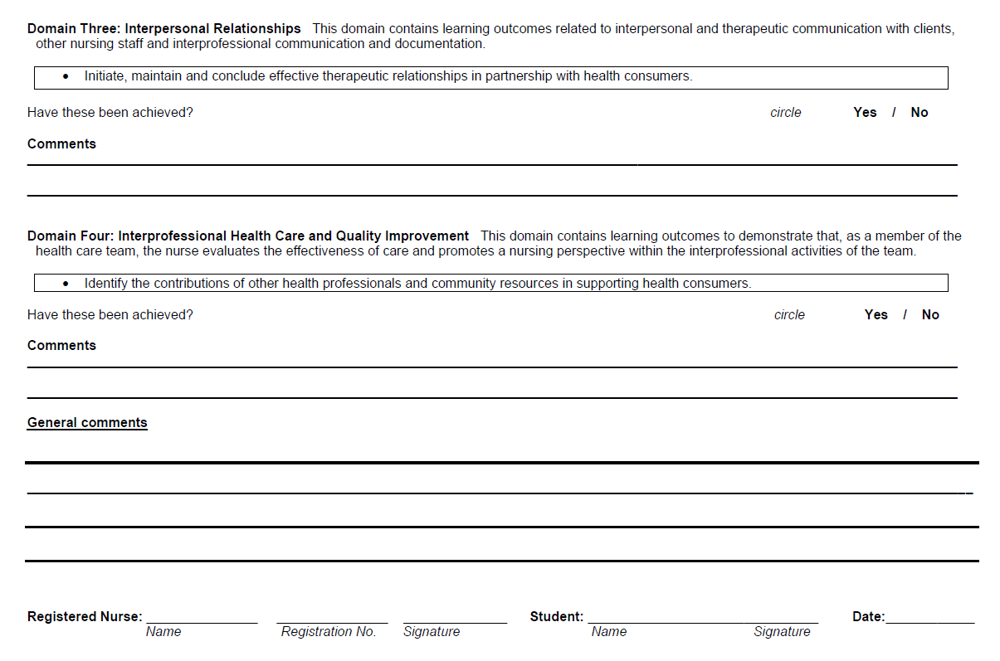 Domain Three: Interpersonal Relationships This domain contains learning outcomes related to interpersonal and therapeutic communication with clients,
other nursing staff and interprofessional communication and documentation.
• Initiate, maintain and conclude effective therapeutic relationships in partnership with health consumers.
Have these been achieved? circle Yes / No
Comments
Domain Four: Interprofessional Health Care and Quality Improvement This domain contains learning outcomes to demonstrate that, as a member of the
health care team, the nurse evaluates the effectiveness of care and promotes a nursing perspective within the interprofessional activities of the team.
• Identify the contributions of other health professionals and community resources in supporting health consumers.
Have these been achieved? circle Yes / No
Comments
General comments
Registered Nurse: _______________ _______________ ______________ Student: _______________________________ Date:____________
Name Registration No. Signature Name Signature